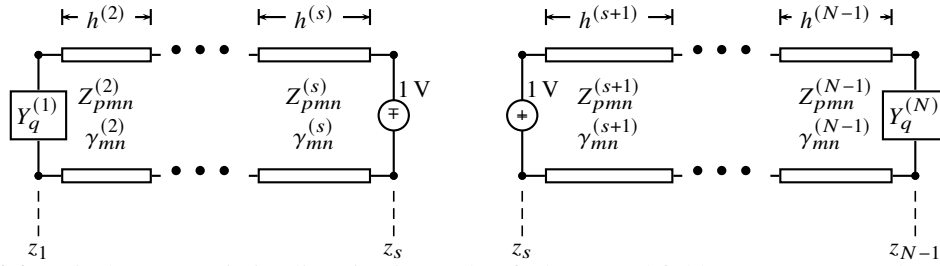 h^(2) h^(s) h^(s+1) h^(N−1)
1 V 1 V
Y_q^(1) Z_pmn^(2) Z_pmn^(s) Z_pmn^(s+1) Z_pmn^(N−1) Y_q^(N)
γ_mn^(2) γ_mn^(s) γ_mn^(s+1) γ_mn^(N−1)
z_1 z_s z_s z_N−1